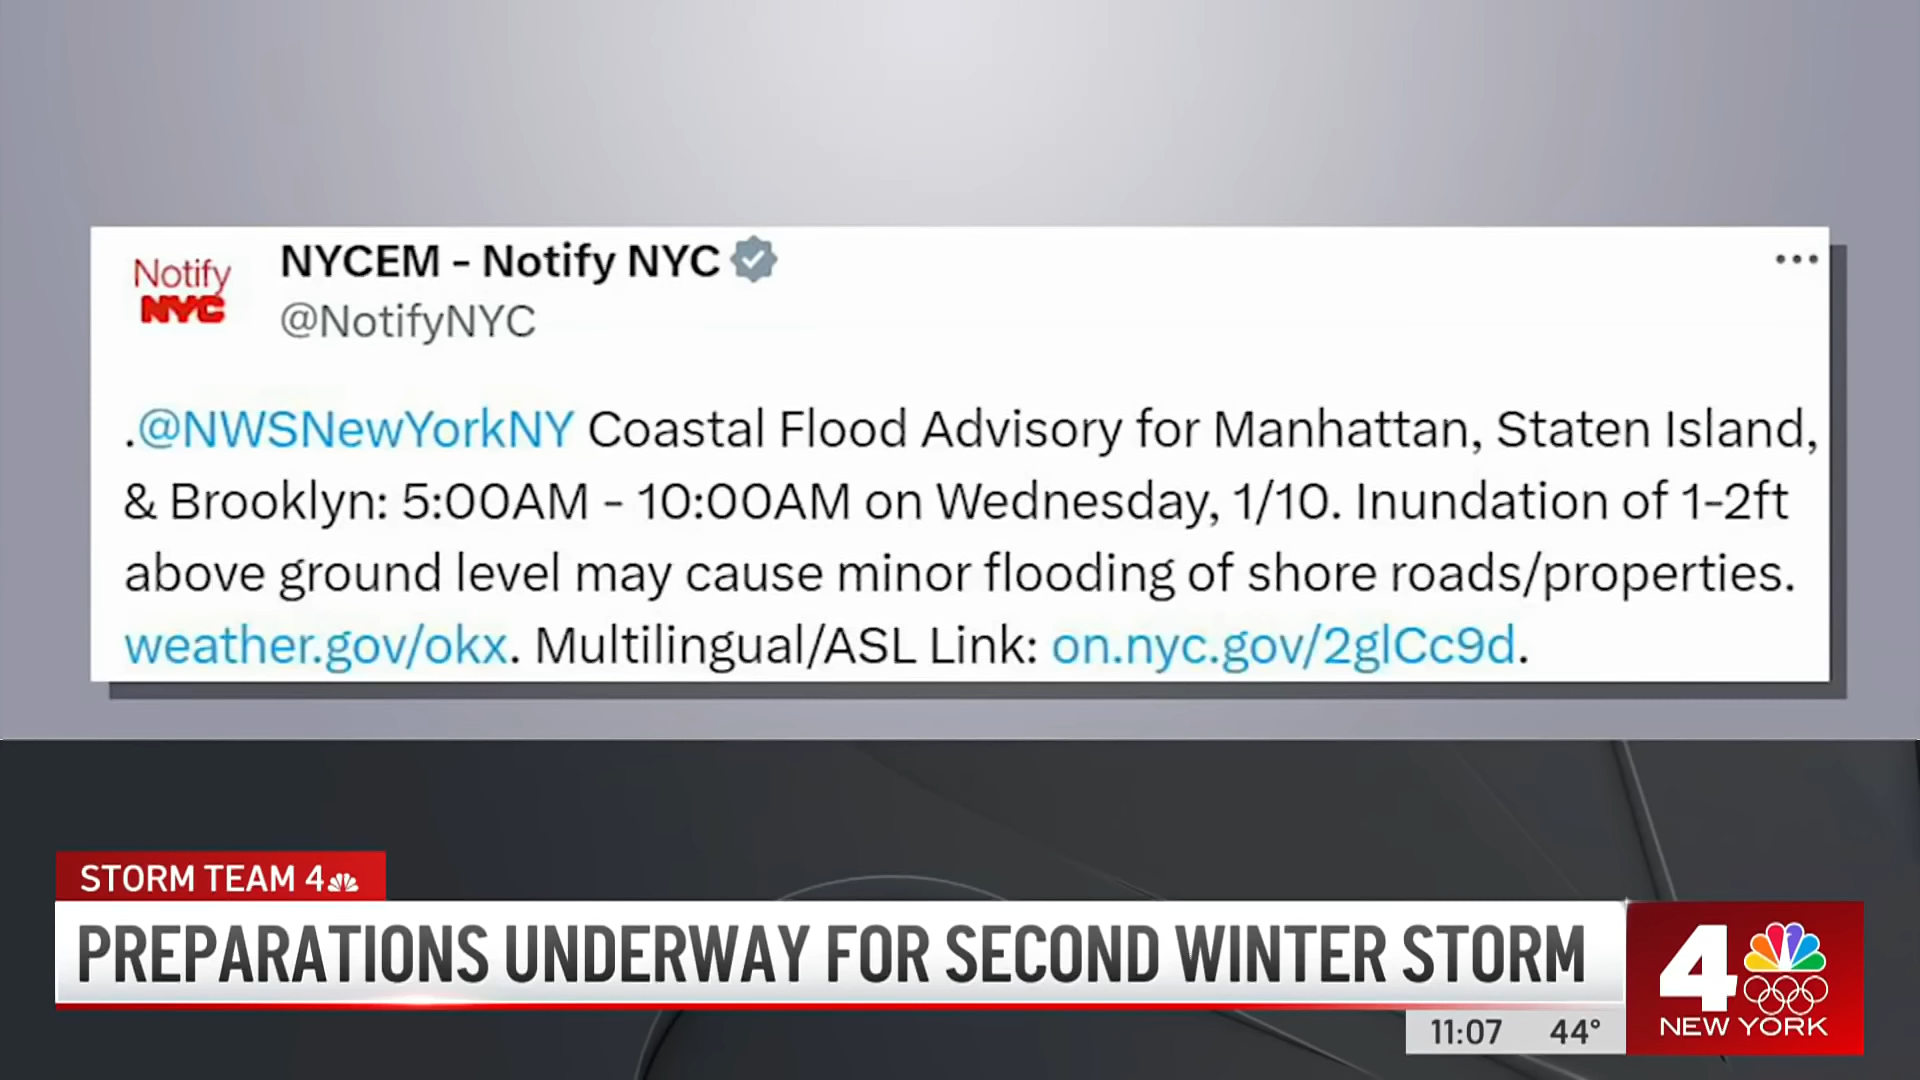 Notify
NYC
NYCEM - Notify NYC
@NotifyNYC
.@NWSNewYorkNY Coastal Flood Advisory for Manhattan, Staten Island,
& Brooklyn: 5:00AM - 10:00AM on Wednesday, 1/10. Inundation of 1-2ft
above ground level may cause minor flooding of shore roads/properties.
weather.gov/okx. Multilingual/ASL Link: on.nyc.gov/2glCc9d.
STORM TEAM 4
PREPARATIONS UNDERWAY FOR SECOND WINTER STORM
4
NEW YORK
11:07 44°